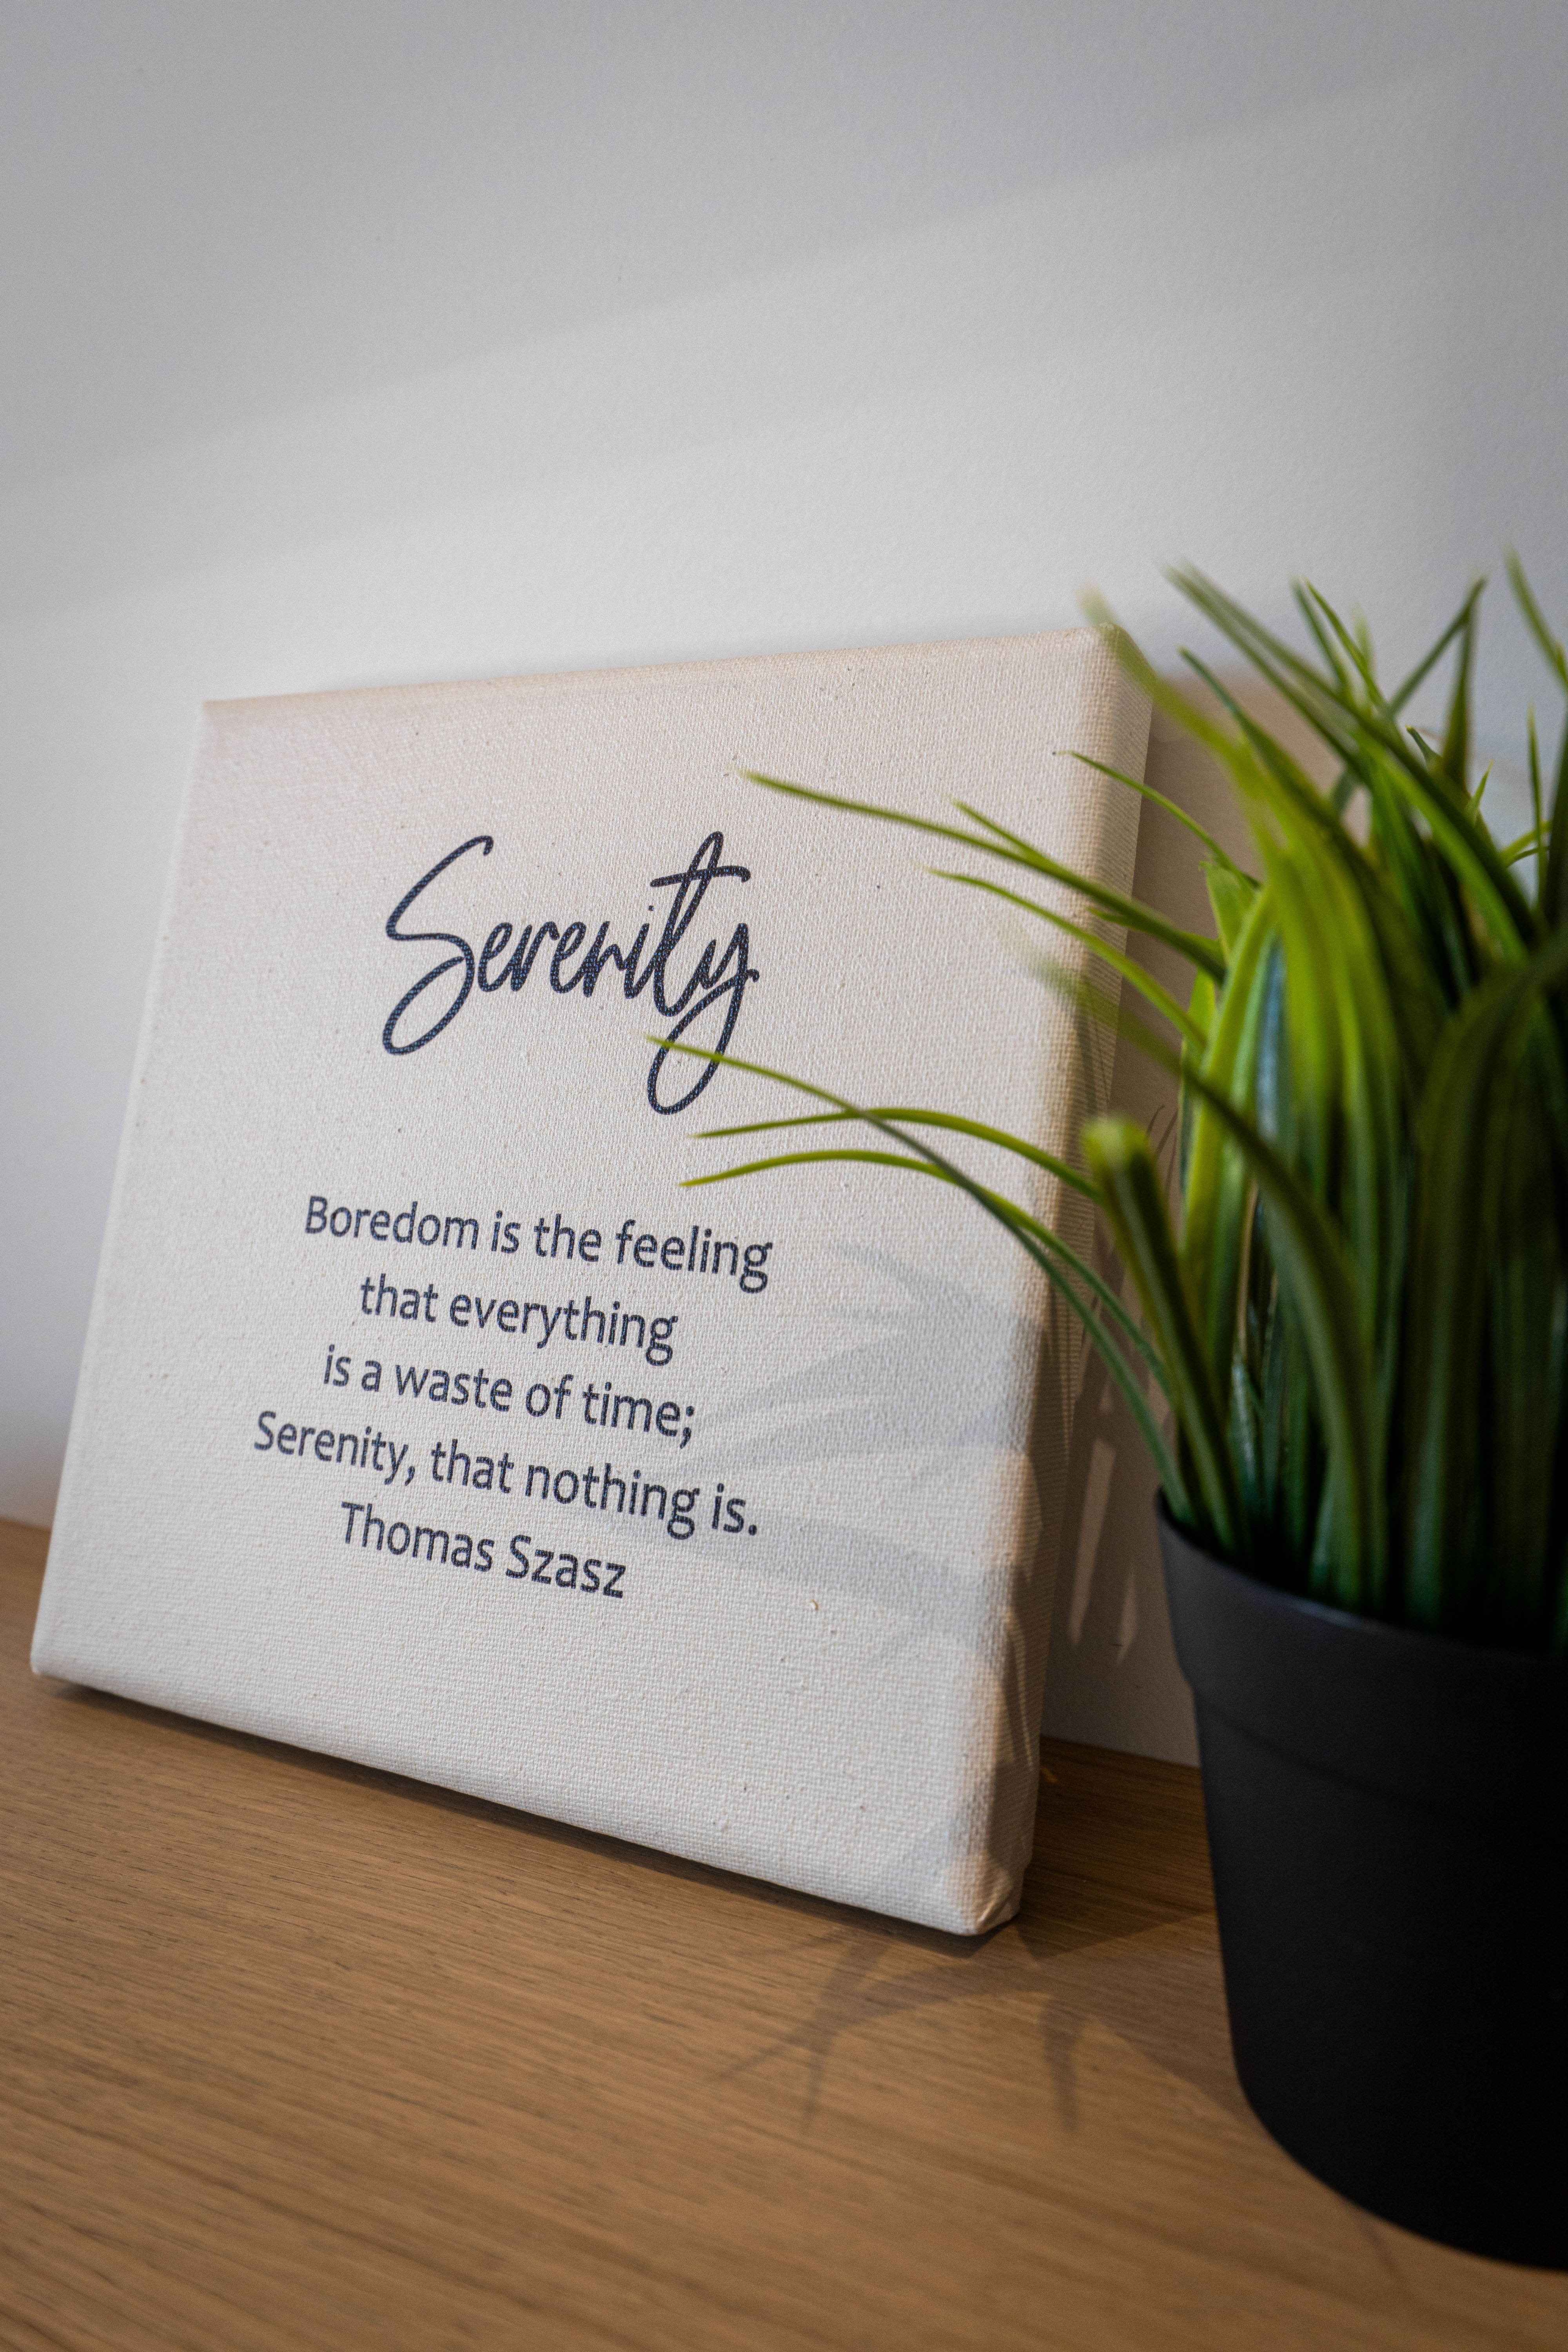 Serenity
Boredom is the feeling
that everything
is a waste of time;
Serenity, that nothing is.
Thomas Szasz